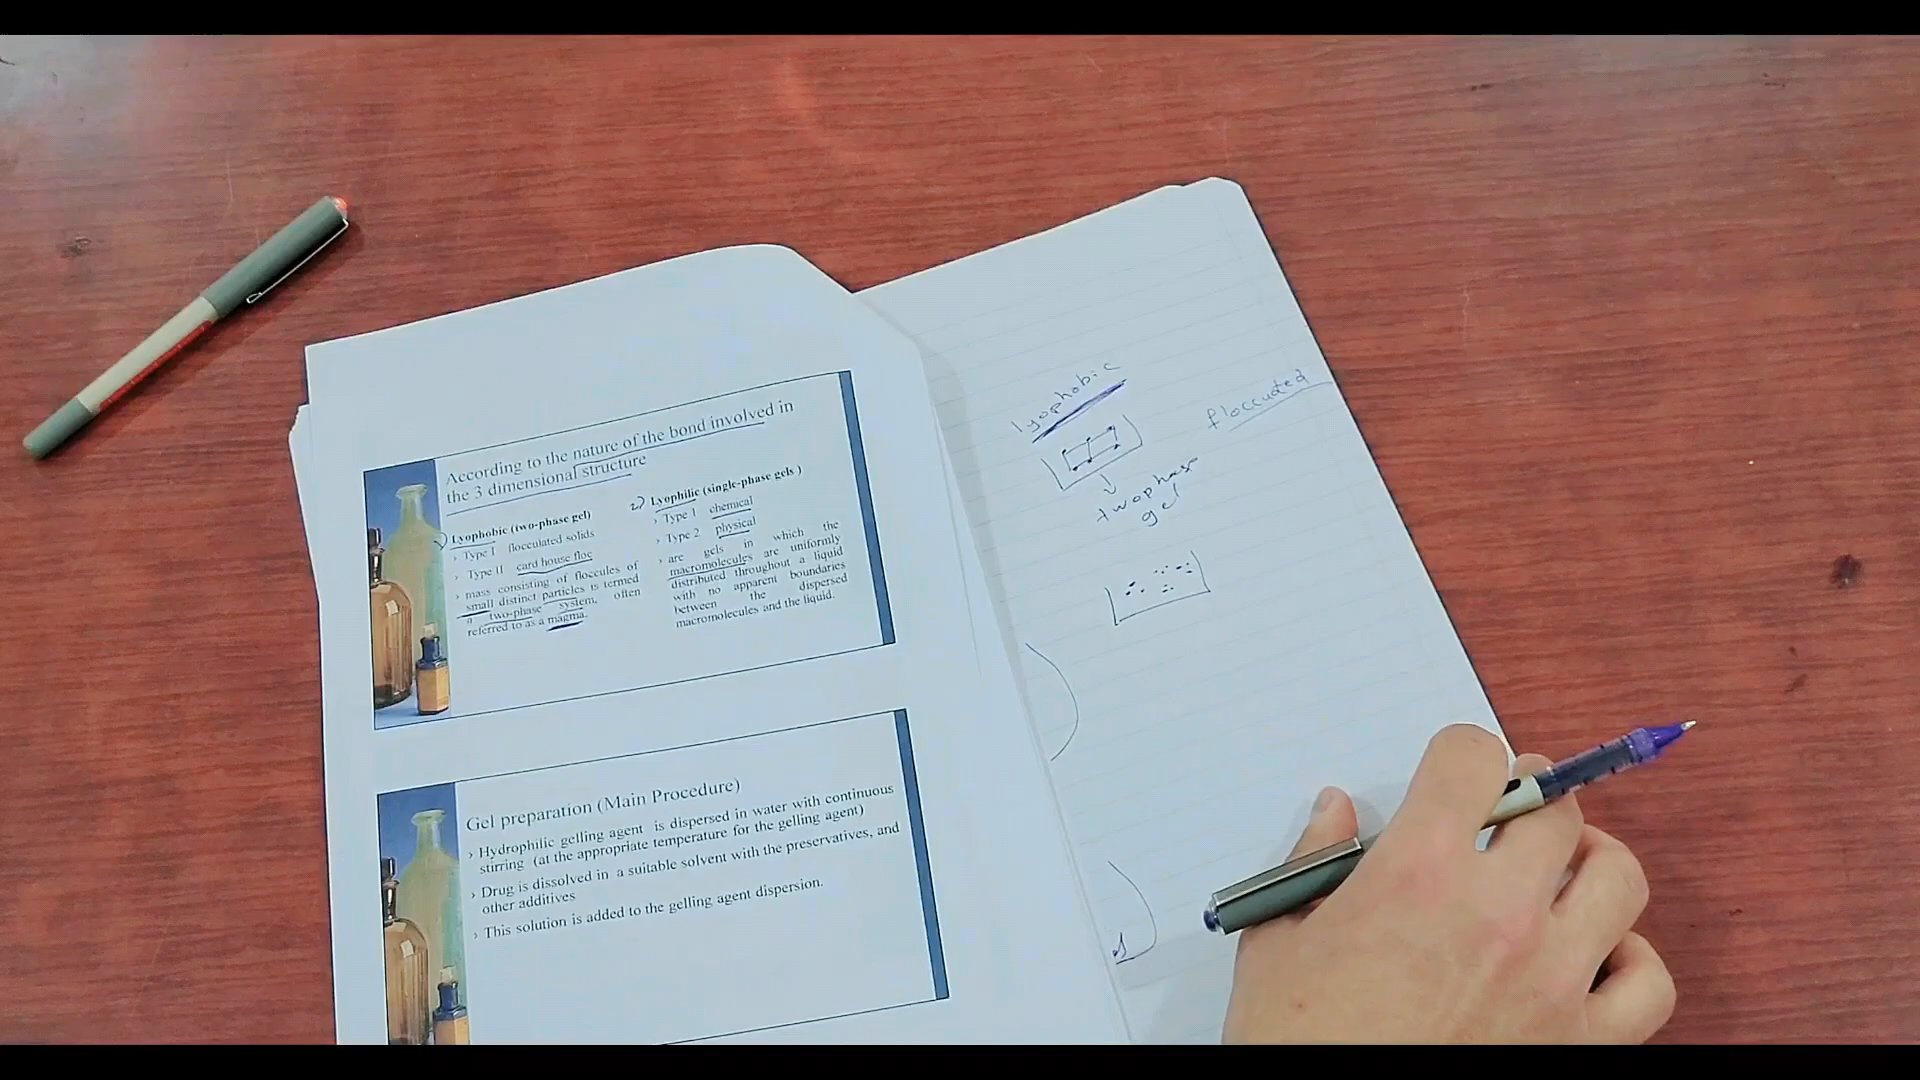 According to the nature of the bond involved in
the 3 dimensional structure
Lyophobic (two-phase gel)
› Type I flocculated solids
› Type II card house floc
› mass consisting of floccules of
small distinct particles is termed
a two-phase system, often
referred to as a magma.
2) Lyophilic (single-phase gels )
› Type 1 chemical
› Type 2 physical
› are gels in which the
macromolecules are uniformly
distributed throughout a liquid
with no apparent boundaries
between the dispersed
macromolecules and the liquid.
Gel preparation (Main Procedure)
› Hydrophilic gelling agent is dispersed in water with continuous
stirring (at the appropriate temperature for the gelling agent)
› Drug is dissolved in a suitable solvent with the preservatives, and
other additives
› This solution is added to the gelling agent dispersion.
lyophobic
floccuated
two phase
gel